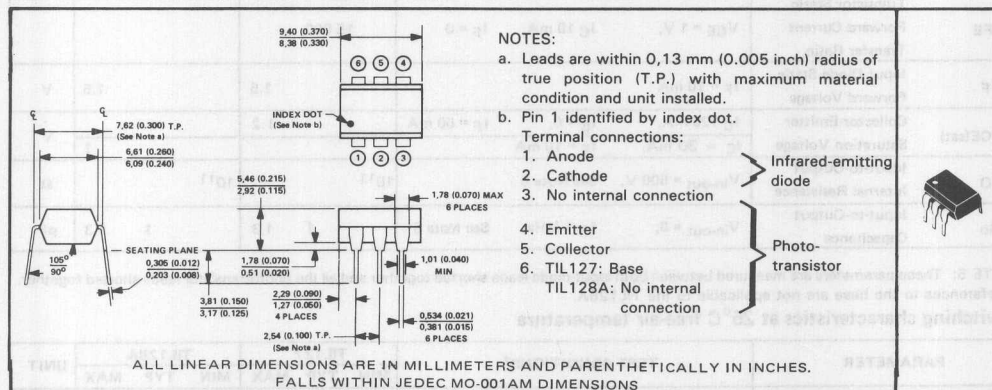 9,40 (0.370)
8,38 (0.330)
⑥ ⑤ ④
INDEX DOT
(See Note b)
① ② ③
℄ ℄
7,62 (0.300) T.P.
(See Note a)
6,61 (0.260)
6,09 (0.240)
5,46 (0.215)
2,92 (0.115)
1,78 (0.070) MAX
6 PLACES
SEATING PLANE
105°
90°
0,305 (0.012)
0,203 (0.008)
1,78 (0.070)
0,51 (0.020)
1,01 (0.040)
MIN
3,81 (0.150)
3,17 (0.125)
2,29 (0.090)
1,27 (0.050)
4 PLACES
0,534 (0.021)
0,381 (0.015)
6 PLACES
2,54 (0.100) T.P.
(See Note a)
NOTES:
a. Leads are within 0,13 mm (0.005 inch) radius of
true position (T.P.) with maximum material
condition and unit installed.
b. Pin 1 identified by index dot.
Terminal connections:
1. Anode
2. Cathode
3. No internal connection
Infrared-emitting
diode
4. Emitter
5. Collector
6. TIL127: Base
TIL128A: No internal
connection
Photo-
transistor
ALL LINEAR DIMENSIONS ARE IN MILLIMETERS AND PARENTHETICALLY IN INCHES.
FALLS WITHIN JEDEC MO-001AM DIMENSIONS